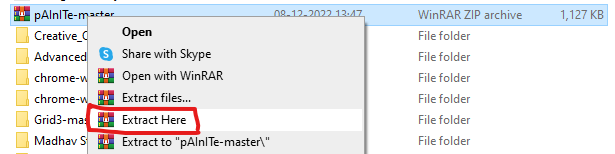 pAInITe-master 08-12-2022 13:47 WinRAR ZIP archive 1,127 KB
Creative_C File folder
Open
Advanced File folder
Share with Skype
chrome-w File folder
Open with WinRAR
chrome-w File folder
Extract files...
Grid3-mas File folder
Extract Here
Madhav S File folder
Extract to "pAInITe-master\"